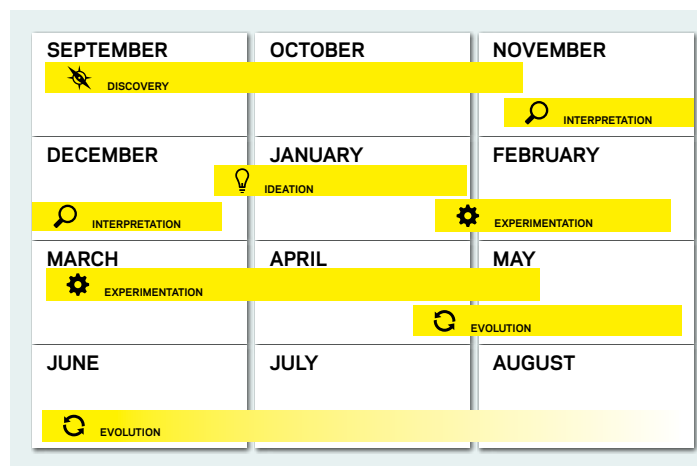 SEPTEMBER OCTOBER NOVEMBER
DISCOVERY
INTERPRETATION
DECEMBER JANUARY FEBRUARY
IDEATION
INTERPRETATION EXPERIMENTATION
MARCH APRIL MAY
EXPERIMENTATION
EVOLUTION
JUNE JULY AUGUST
EVOLUTION